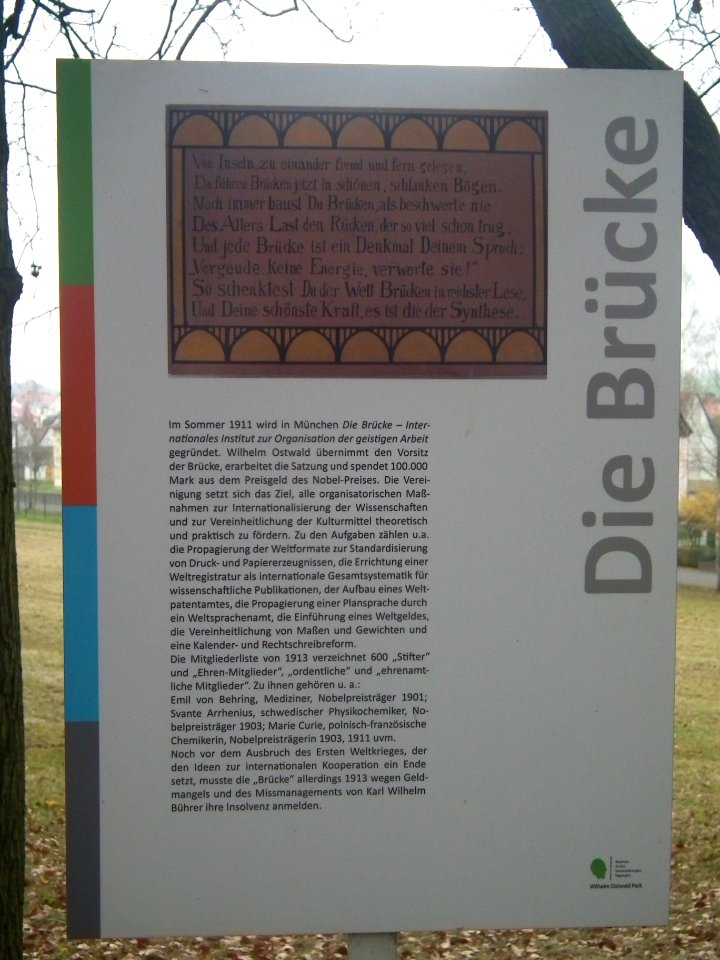 Von Inseln, zu einander fremd und fern gelegen,
Da führen Brücken jetzt in schönen, schlanken Bögen.
Noch immer baust Du Brücken, als beschwerte nie
Des Alters Last den Rücken, der so viel schon trug.
Und jede Brücke ist ein Denkmal Deinem Spruch:
„Vergeude keine Energie, verwerte sie!"
So schenktest Du der Welt Brücken in reichster Lese,
Und Deine schönste Kraft, es ist die der Synthese.
Die Brücke
Im Sommer 1911 wird in München Die Brücke – Inter-
nationales Institut zur Organisation der geistigen Arbeit
gegründet. Wilhelm Ostwald übernimmt den Vorsitz
der Brücke, erarbeitet die Satzung und spendet 100.000
Mark aus dem Preisgeld des Nobel-Preises. Die Verei-
nigung setzt sich das Ziel, alle organisatorischen Maß-
nahmen zur Internationalisierung der Wissenschaften
und zur Vereinheitlichung der Kulturmittel theoretisch
und praktisch zu fördern. Zu den Aufgaben zählen u.a.
die Propagierung der Weltformate zur Standardisierung
von Druck- und Papiererzeugnissen, die Errichtung einer
Weltregistratur als internationale Gesamtsystematik für
wissenschaftliche Publikationen, der Aufbau eines Welt-
patentamtes, die Propagierung einer Plansprache durch
ein Weltsprachenamt, die Einführung eines Weltgeldes,
die Vereinheitlichung von Maßen und Gewichten und
eine Kalender- und Rechtschreibreform.
Die Mitgliederliste von 1913 verzeichnet 600 „Stifter"
und „Ehren-Mitglieder", „ordentliche" und „ehrenamt-
liche Mitglieder". Zu ihnen gehören u. a.:
Emil von Behring, Mediziner, Nobelpreisträger 1901;
Svante Arrhenius, schwedischer Physikochemiker, No-
belpreisträger 1903; Marie Curie, polnisch-französische
Chemikerin, Nobelpreisträgerin 1903, 1911 uvm.
Noch vor dem Ausbruch des Ersten Weltkrieges, der
den Ideen zur internationalen Kooperation ein Ende
setzt, musste die „Brücke" allerdings 1913 wegen Geld-
mangels und des Missmanagements von Karl Wilhelm
Bührer ihre Insolvenz anmelden.
Wilhelm Ostwald Park